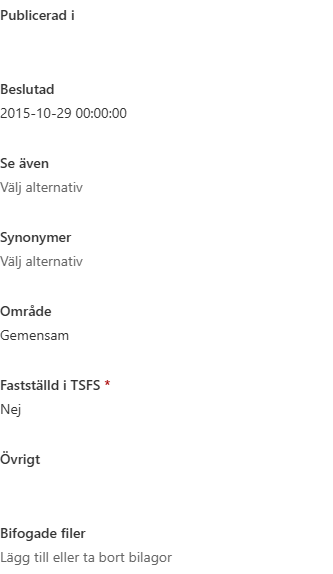 Publicerad i
Beslutad
2015-10-29 00:00:00
Se även
Välj alternativ
Synonymer
Välj alternativ
Område
Gemensam
Fastställd i TSFS *
Nej
Övrigt
Bifogade filer
Lägg till eller ta bort bilagor